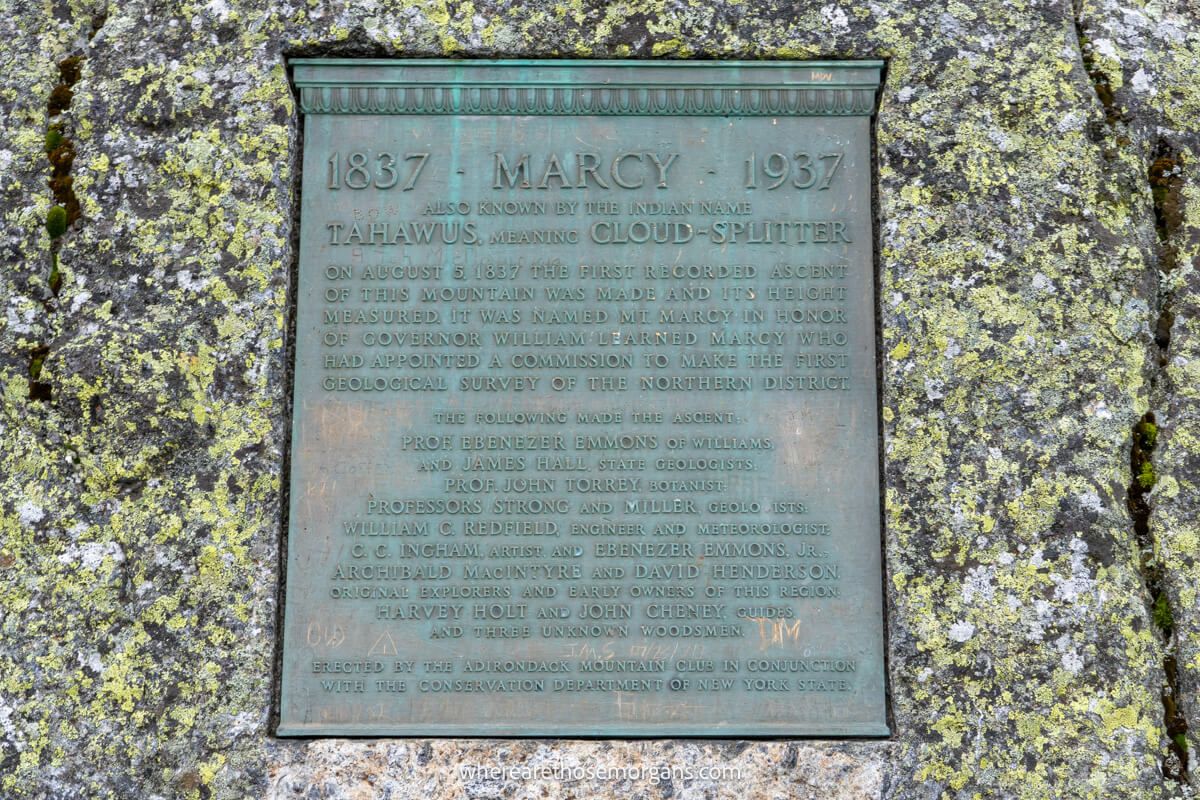 MW
1837 · MARCY · 1937
ALSO KNOWN BY THE INDIAN NAME
TAHAWUS, MEANING CLOUD-SPLITTER
ON AUGUST 5, 1837 THE FIRST RECORDED ASCENT
OF THIS MOUNTAIN WAS MADE AND ITS HEIGHT
MEASURED. IT WAS NAMED MT. MARCY IN HONOR
OF GOVERNOR WILLIAM LEARNED MARCY WHO
HAD APPOINTED A COMMISSION TO MAKE THE FIRST
GEOLOGICAL SURVEY OF THE NORTHERN DISTRICT.
THE FOLLOWING MADE THE ASCENT:
PROF. EBENEZER EMMONS OF WILLIAMS,
AND JAMES HALL, STATE GEOLOGISTS;
PROF. JOHN TORREY, BOTANIST;
PROFESSORS STRONG AND MILLER, GEOLO ISTS;
WILLIAM C. REDFIELD, ENGINEER AND METEOROLOGIST;
C. C. INGHAM, ARTIST, AND EBENEZER EMMONS, JR.;
ARCHIBALD MACINTYRE AND DAVID HENDERSON,
ORIGINAL EXPLORERS AND EARLY OWNERS OF THIS REGION;
HARVEY HOLT AND JOHN CHENEY, GUIDES,
AND THREE UNKNOWN WOODSMEN.
OLD
DM
J.M.S
ERECTED BY THE ADIRONDACK MOUNTAIN CLUB IN CONJUNCTION
WITH THE CONSERVATION DEPARTMENT OF NEW YORK STATE.
wherearethosemorgans.com